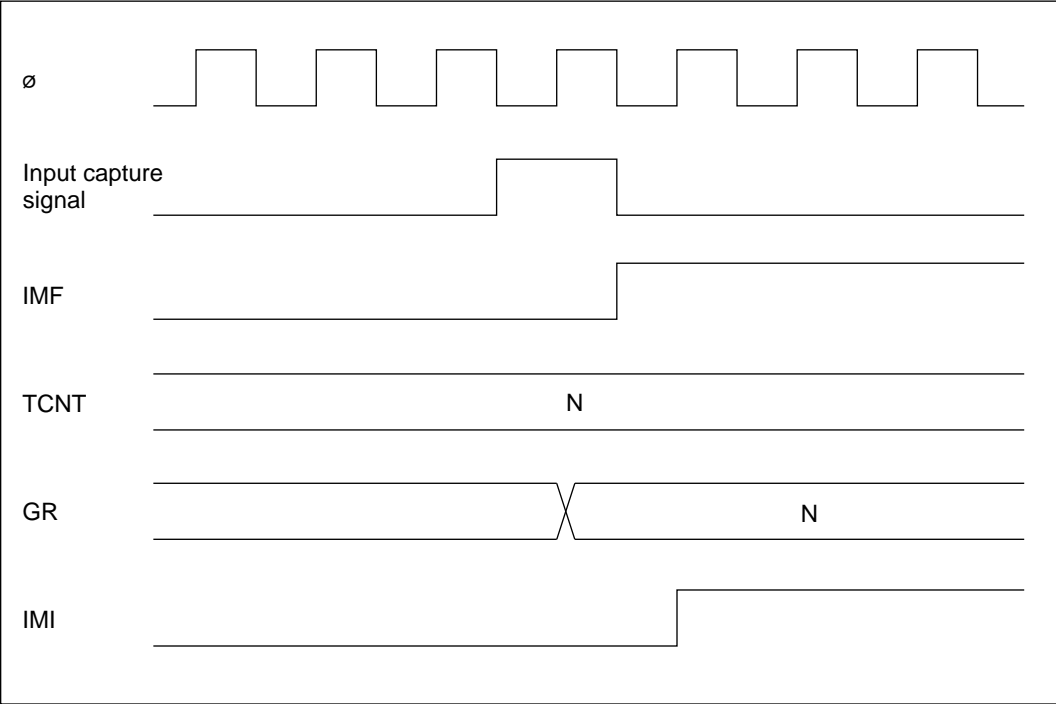 ø
Input capture
signal
IMF
TCNT
N
GR
N
IMI